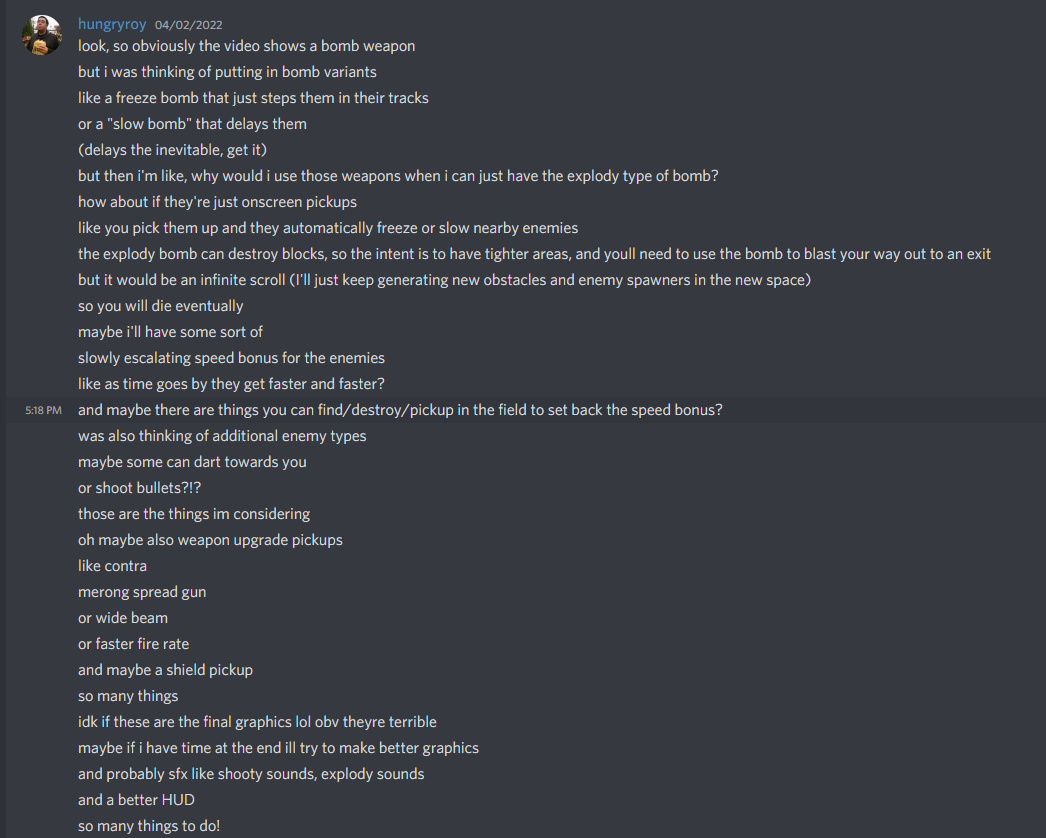 hungryroy 04/02/2022
look, so obviously the video shows a bomb weapon
but i was thinking of putting in bomb variants
like a freeze bomb that just steps them in their tracks
or a "slow bomb" that delays them
(delays the inevitable, get it)
but then i'm like, why would i use those weapons when i can just have the explody type of bomb?
how about if they're just onscreen pickups
like you pick them up and they automatically freeze or slow nearby enemies
the explody bomb can destroy blocks, so the intent is to have tighter areas, and youll need to use the bomb to blast your way out to an exit
but it would be an infinite scroll (I'll just keep generating new obstacles and enemy spawners in the new space)
so you will die eventually
maybe i'll have some sort of
slowly escalating speed bonus for the enemies
like as time goes by they get faster and faster?
5:18 PM and maybe there are things you can find/destroy/pickup in the field to set back the speed bonus?
was also thinking of additional enemy types
maybe some can dart towards you
or shoot bullets?!?
those are the things im considering
oh maybe also weapon upgrade pickups
like contra
merong spread gun
or wide beam
or faster fire rate
and maybe a shield pickup
so many things
idk if these are the final graphics lol obv theyre terrible
maybe if i have time at the end ill try to make better graphics
and probably sfx like shooty sounds, explody sounds
and a better HUD
so many things to do!